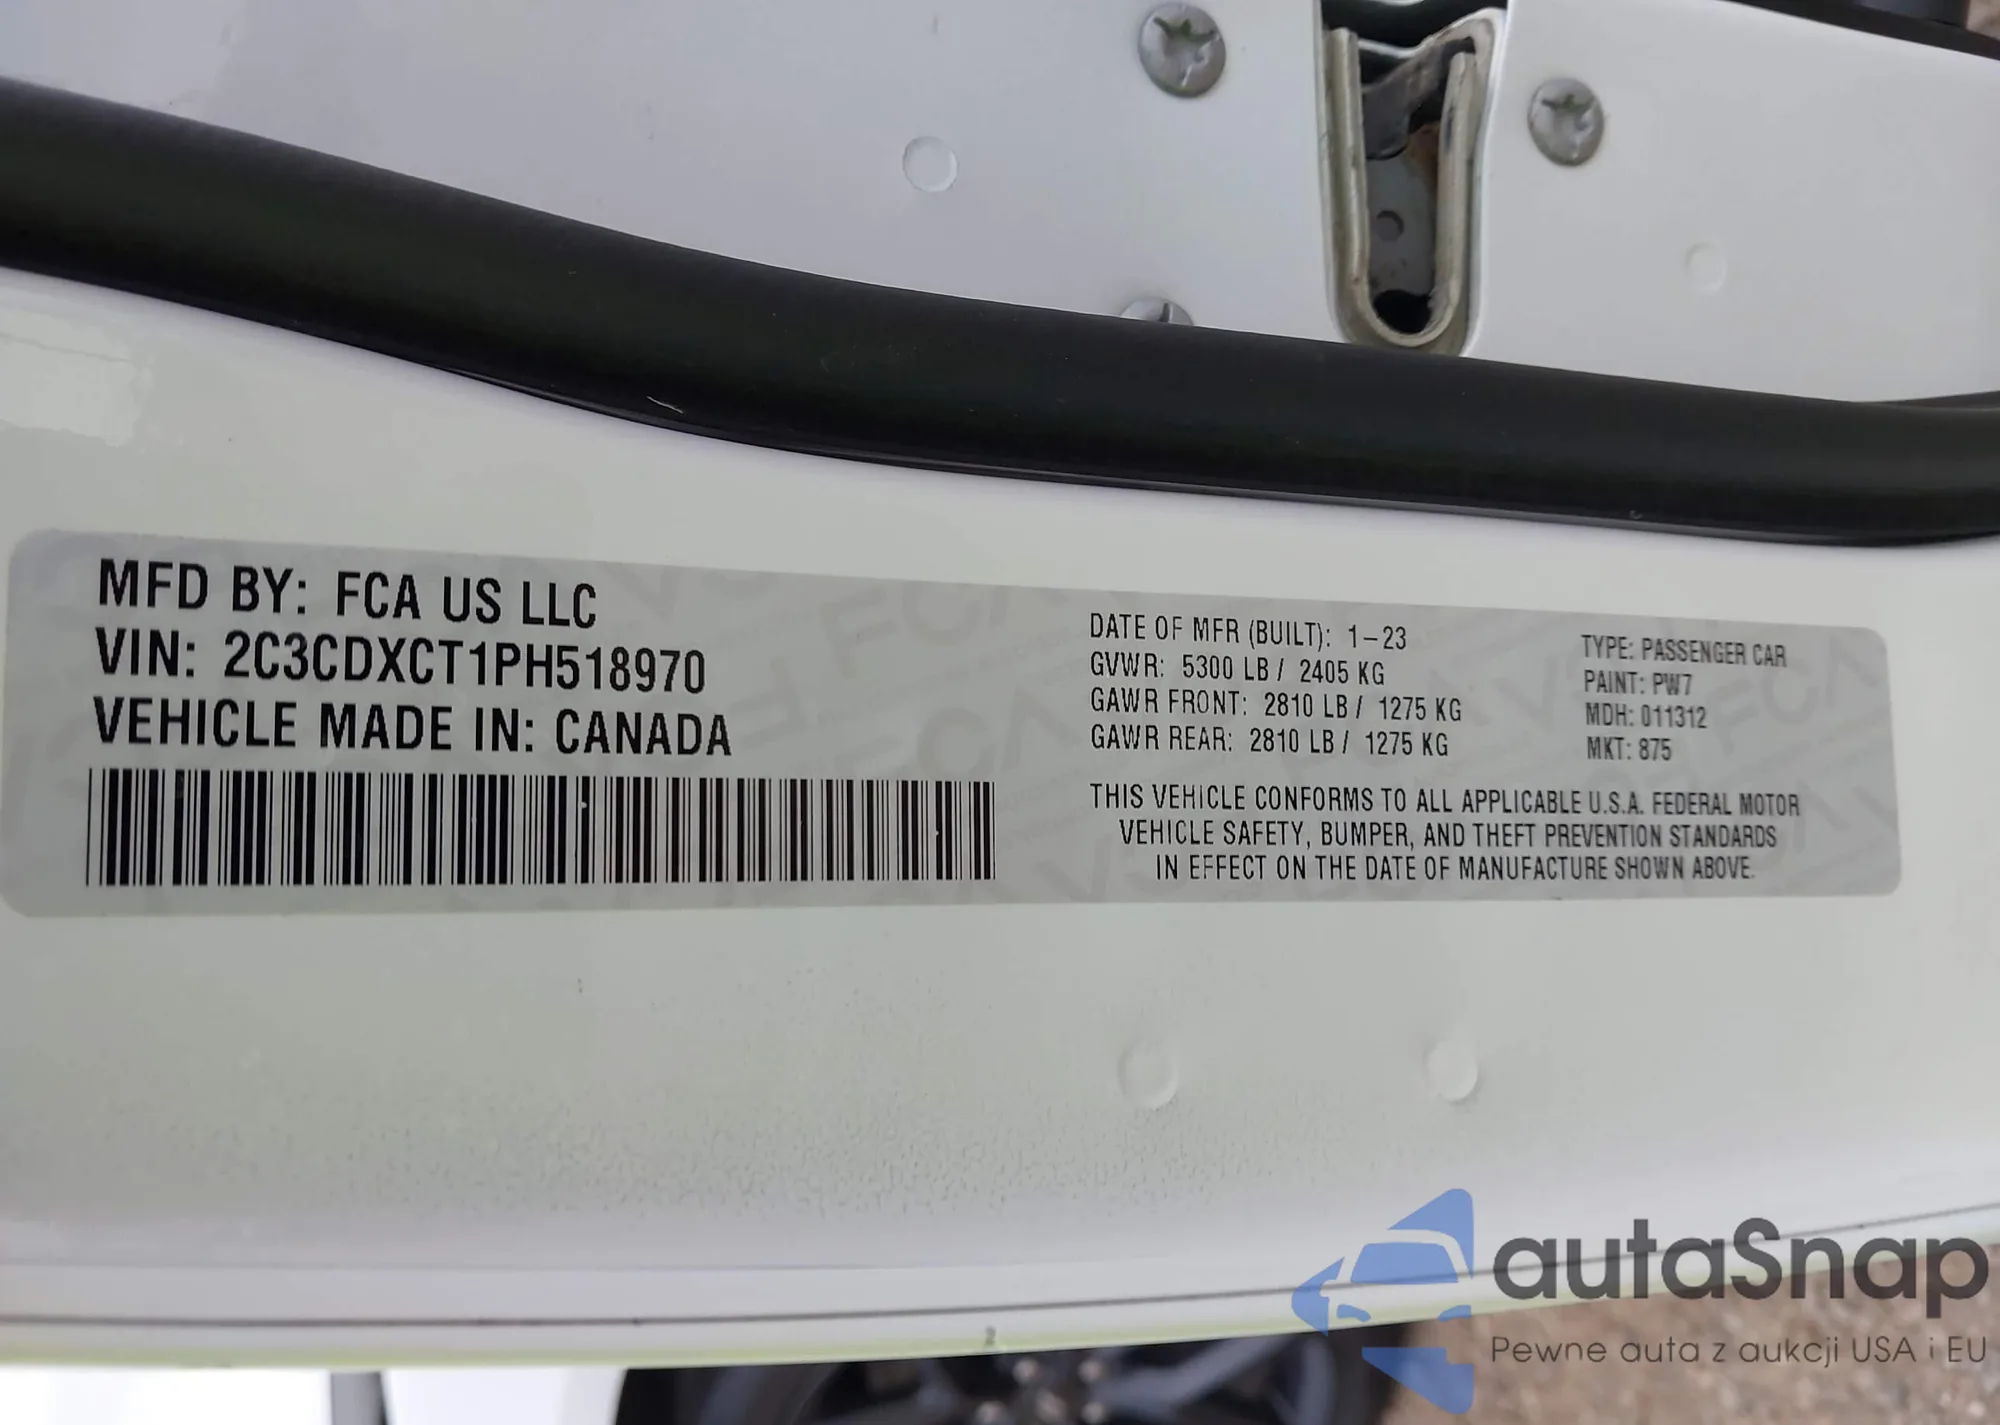 MFD BY: FCA US LLC
VIN: 2C3CDXCT1PH518970
VEHICLE MADE IN: CANADA
DATE OF MFR (BUILT): 1-23
GVWR: 5300 LB / 2405 KG
GAWR FRONT: 2810 LB / 1275 KG
GAWR REAR: 2810 LB / 1275 KG
TYPE: PASSENGER CAR
PAINT: PW7
MDH: 011312
MKT: 875
THIS VEHICLE CONFORMS TO ALL APPLICABLE U.S.A. FEDERAL MOTOR
VEHICLE SAFETY, BUMPER, AND THEFT PREVENTION STANDARDS
IN EFFECT ON THE DATE OF MANUFACTURE SHOWN ABOVE.
autaSnap
Pewne auta z aukcji USA i EU